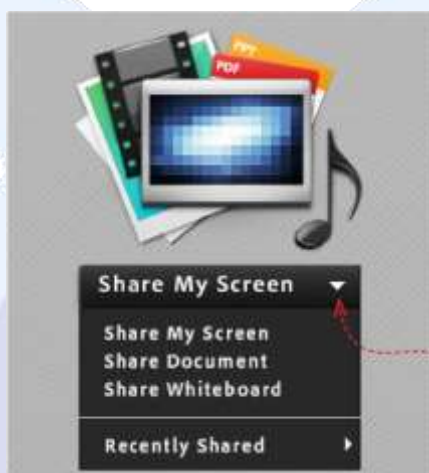 PPT
PDF
Share My Screen
Share My Screen
Share Document
Share Whiteboard
Recently Shared